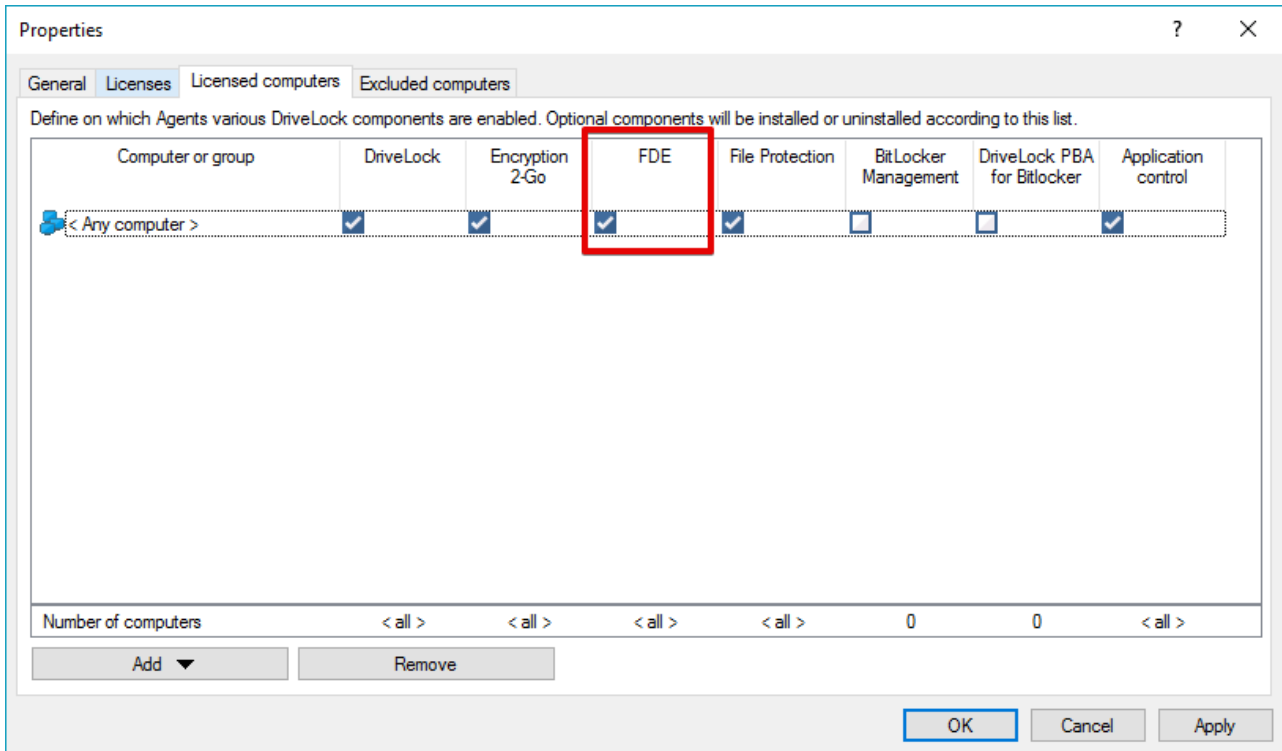 Properties
?
General Licenses Licensed computers Excluded computers
Define on which Agents various DriveLock components are enabled. Optional components will be installed or uninstalled according to this list.
Computer or group DriveLock Encryption 2-Go FDE File Protection BitLocker Management DriveLock PBA for Bitlocker Application control
< Any computer >
Number of computers < all > < all > < all > < all > 0 0 < all >
Add Remove
OK Cancel Apply